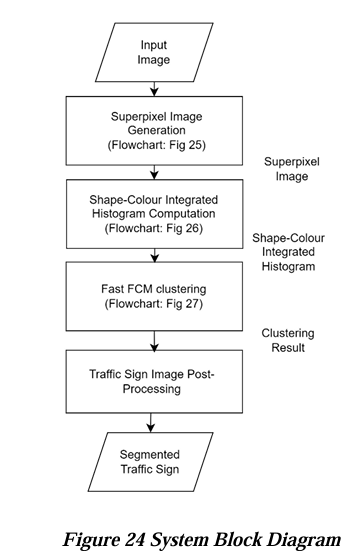 Input
Image
Superpixel Image
Generation
(Flowchart: Fig 25)
Superpixel
Image
Shape-Colour Integrated
Histogram Computation
(Flowchart: Fig 26)
Shape-Colour
Integrated
Histogram
Fast FCM clustering
(Flowchart: Fig 27)
Clustering
Result
Traffic Sign Image Post-
Processing
Segmented
Traffic Sign
Figure 24 System Block Diagram